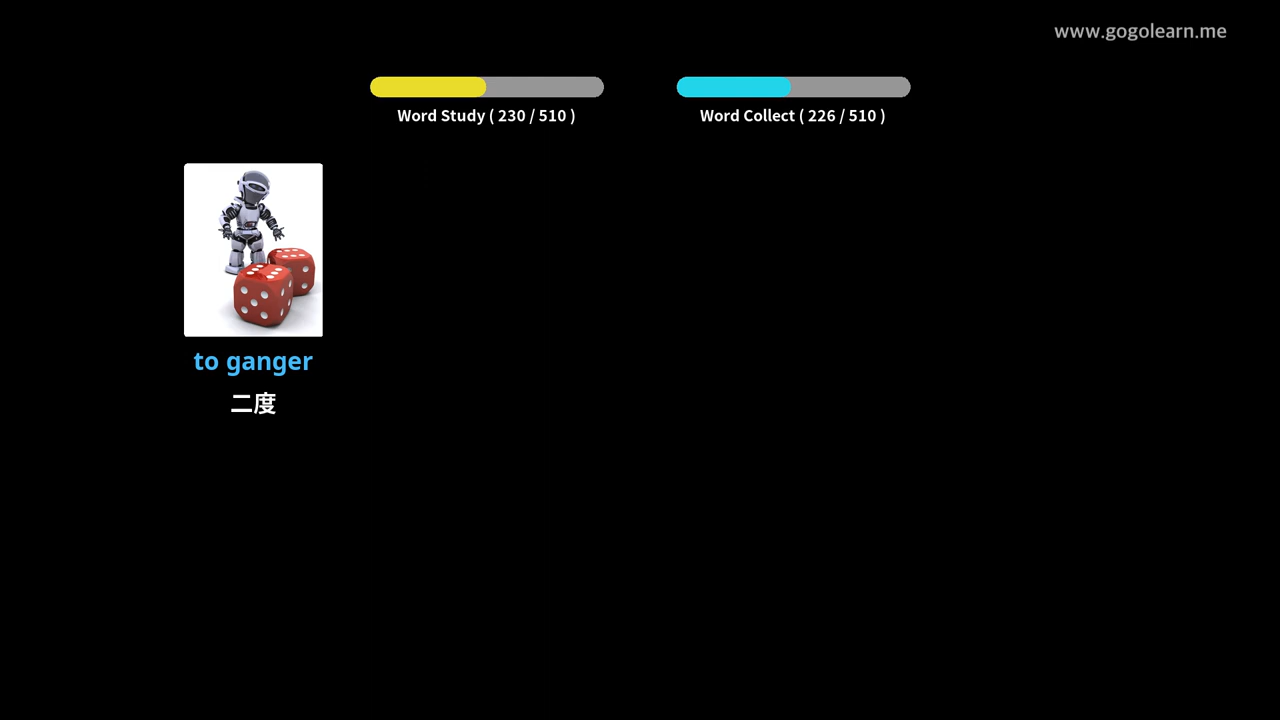 www.gogolearn.me
Word Study ( 230 / 510 )
Word Collect ( 226 / 510 )
to ganger
二度